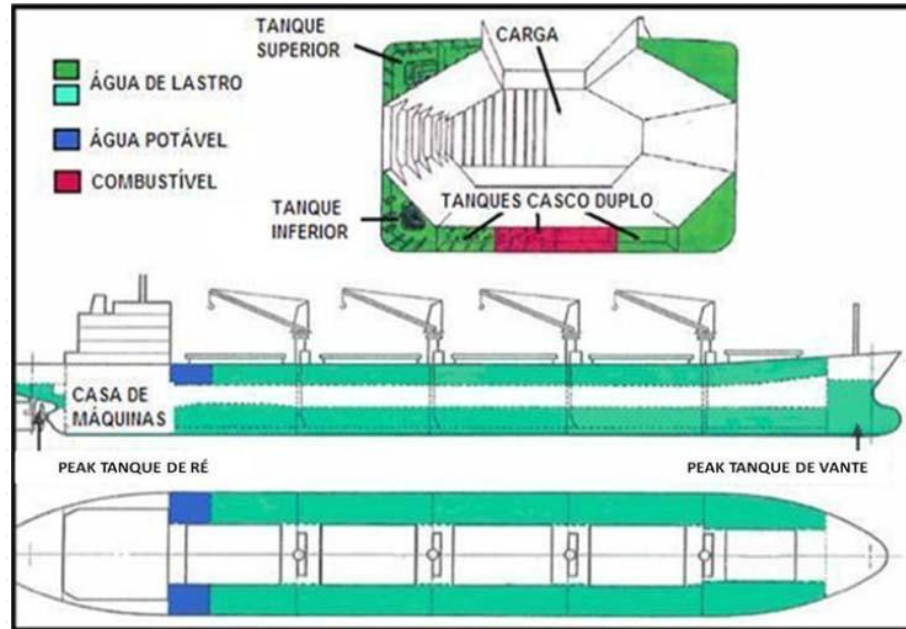 TANQUE
SUPERIOR
CARGA
ÁGUA DE LASTRO
ÁGUA POTÁVEL
COMBUSTÍVEL
TANQUES CASCO DUPLO
TANQUE
INFERIOR
CASA DE
MÁQUINAS
PEAK TANQUE DE RÉ
PEAK TANQUE DE VANTE